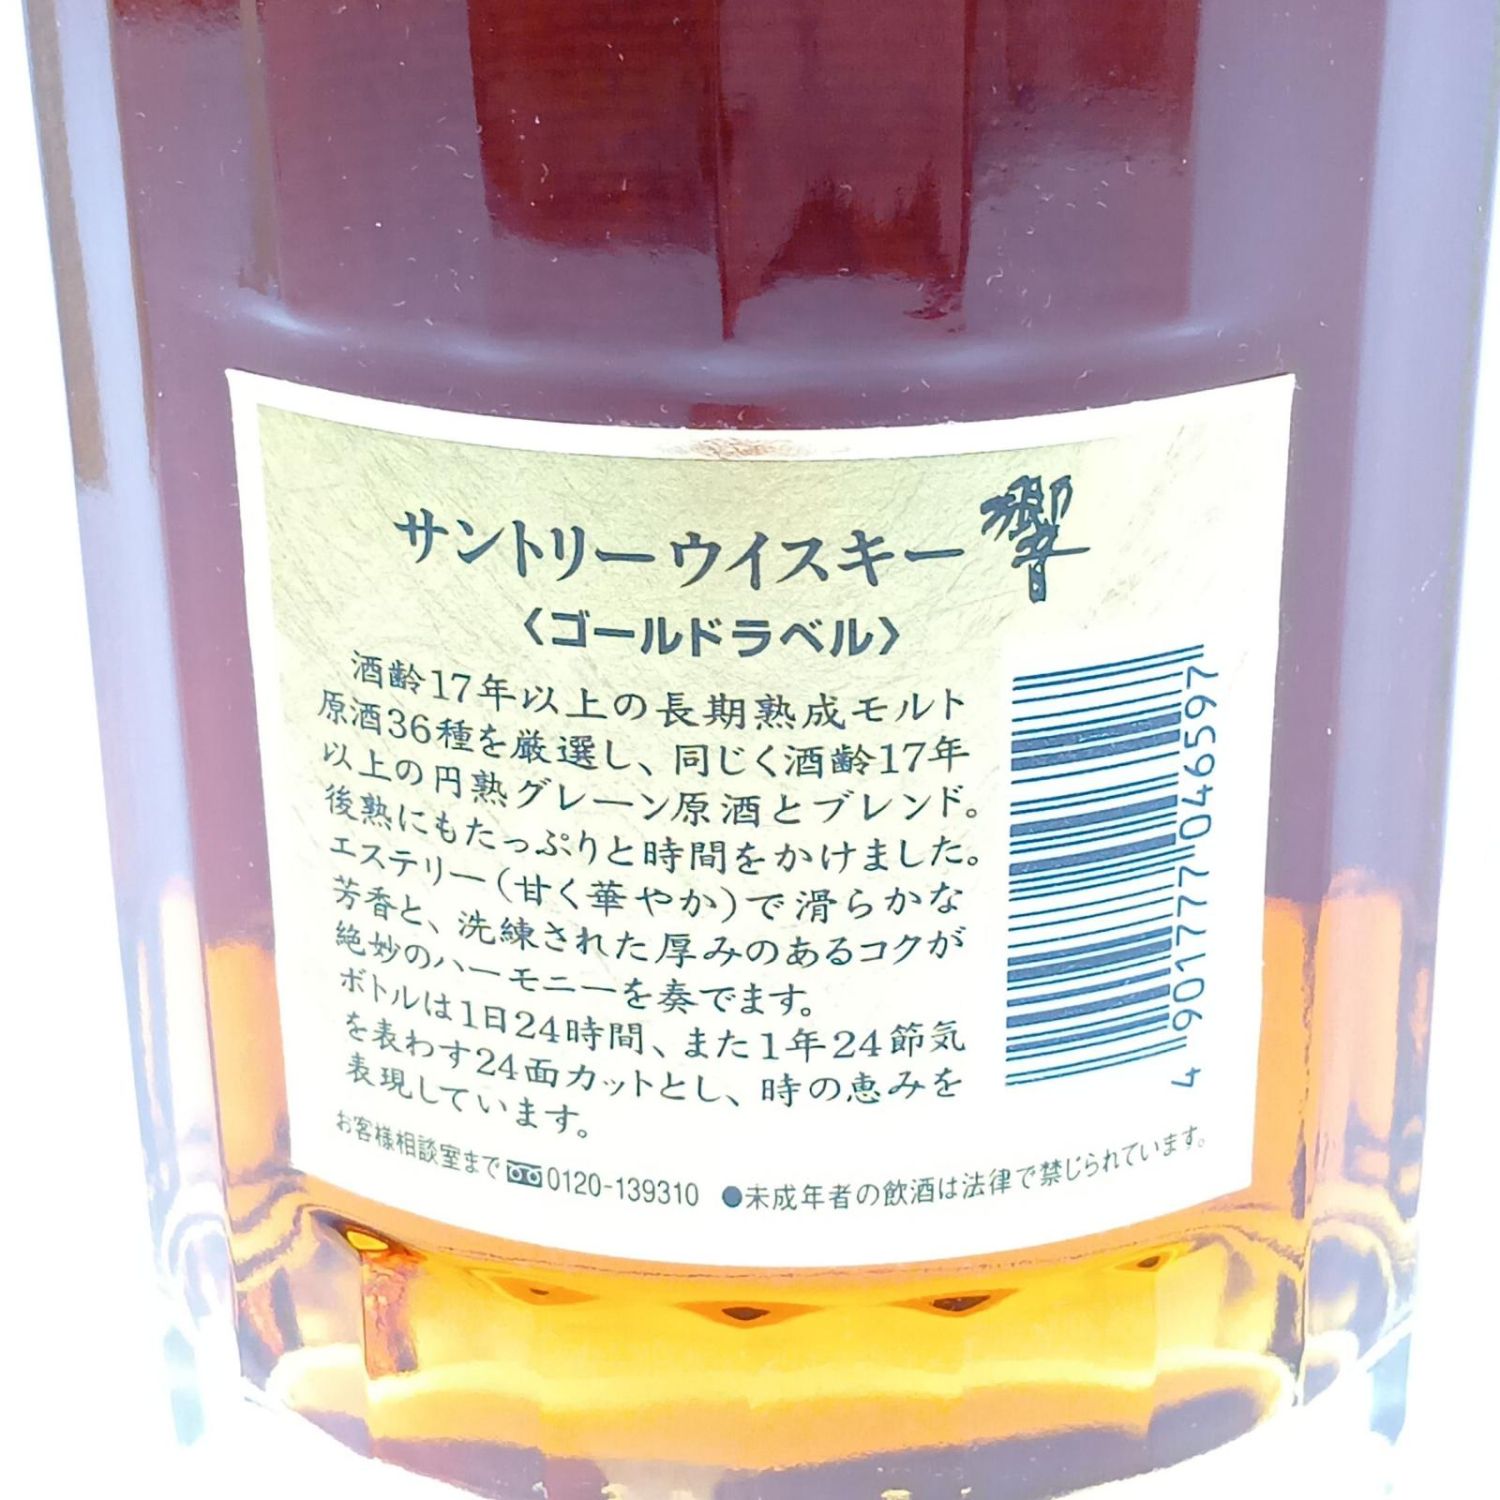 サントリーウイスキー 響
〈ゴールドラベル〉
酒齢17年以上の長期熟成モルト
原酒36種を厳選し、同じく酒齢17年
以上の円熟グレーン原酒とブレンド。
後熟にもたっぷりと時間をかけました。
エステリー(甘く華やか)で滑らかな
芳香と、洗練された厚みのあるコクが
絶妙のハーモニーを奏でます。
ボトルは1日24時間、また1年24節気
を表わす24面カットとし、時の恵みを
表現しています。
お客様相談室まで 0120-139310 ●未成年者の飲酒は法律で禁じられています。
4 901777 046597